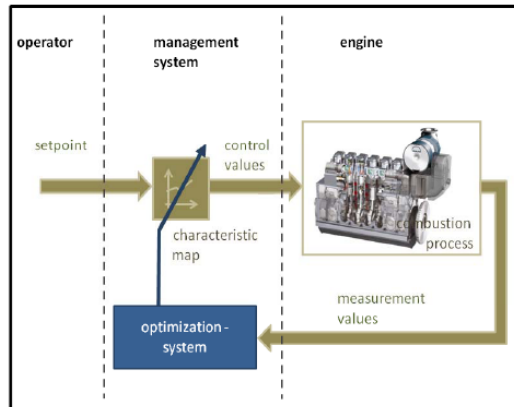 operator
management
system
engine
setpoint
control
values
characteristic
map
combustion
process
measurement
values
optimization -
system